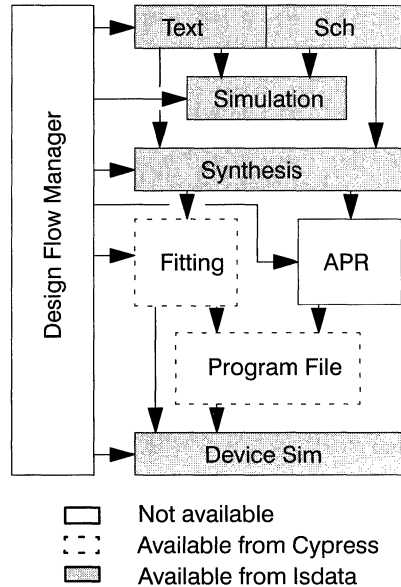 Text Sch
Simulation
Synthesis
Design Flow Manager
Fitting APR
Program File
Device Sim
Not available
Available from Cypress
Available from Isdata